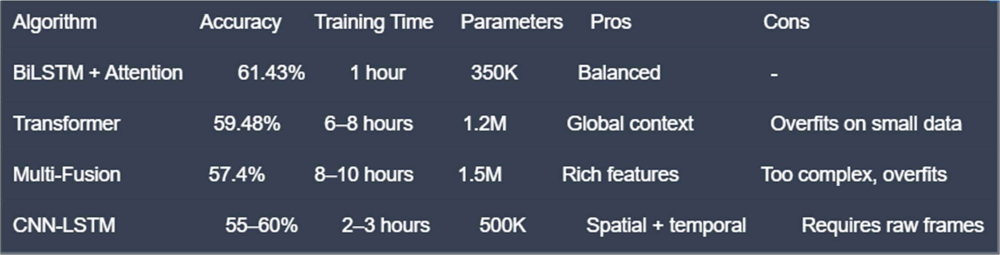 Algorithm Accuracy Training Time Parameters Pros Cons
BiLSTM + Attention 61.43% 1 hour 350K Balanced -
Transformer 59.48% 6–8 hours 1.2M Global context Overfits on small data
Multi-Fusion 57.4% 8–10 hours 1.5M Rich features Too complex, overfits
CNN-LSTM 55–60% 2–3 hours 500K Spatial + temporal Requires raw frames